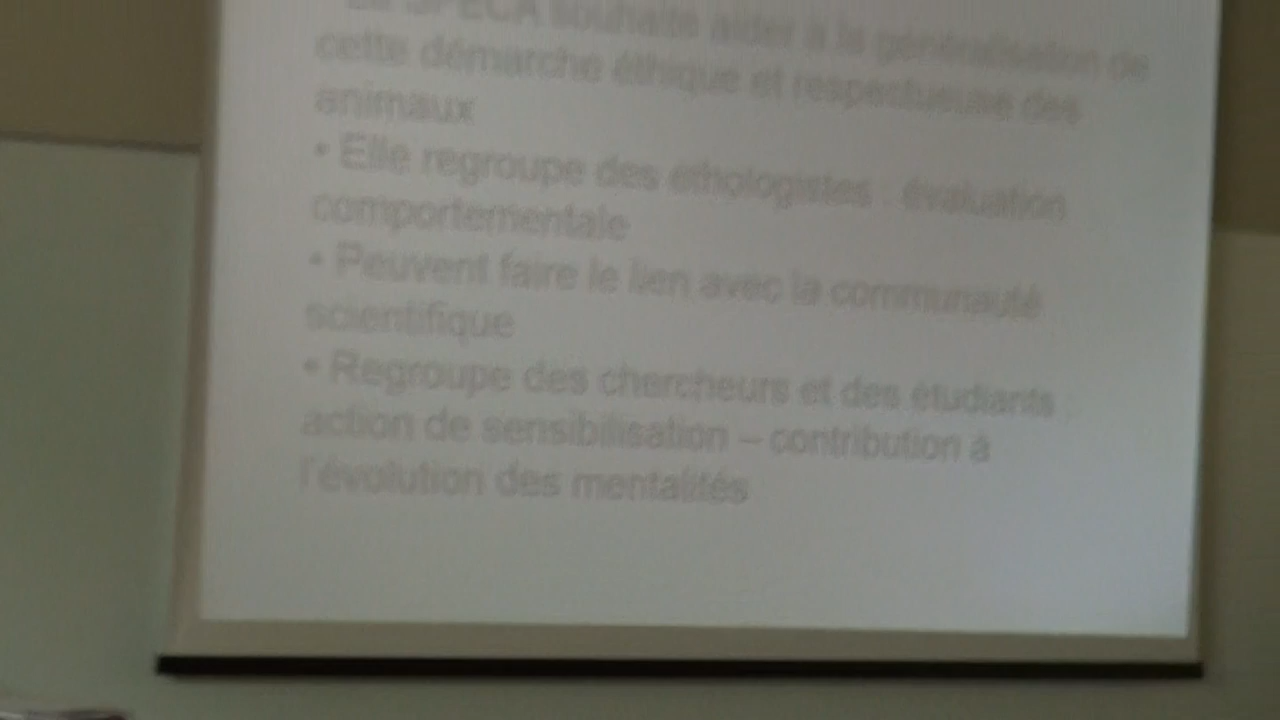 La SPECA souhaite aider à la généralisation de
cette démarche éthique et respectueuse des
animaux
• Elle regroupe des ethologistes : évaluation
comportementale
• Peuvent faire le lien avec la communauté
scientifique
• Regroupe des chercheurs et des étudiants :
action de sensibilisation – contribution à
l'évolution des mentalités